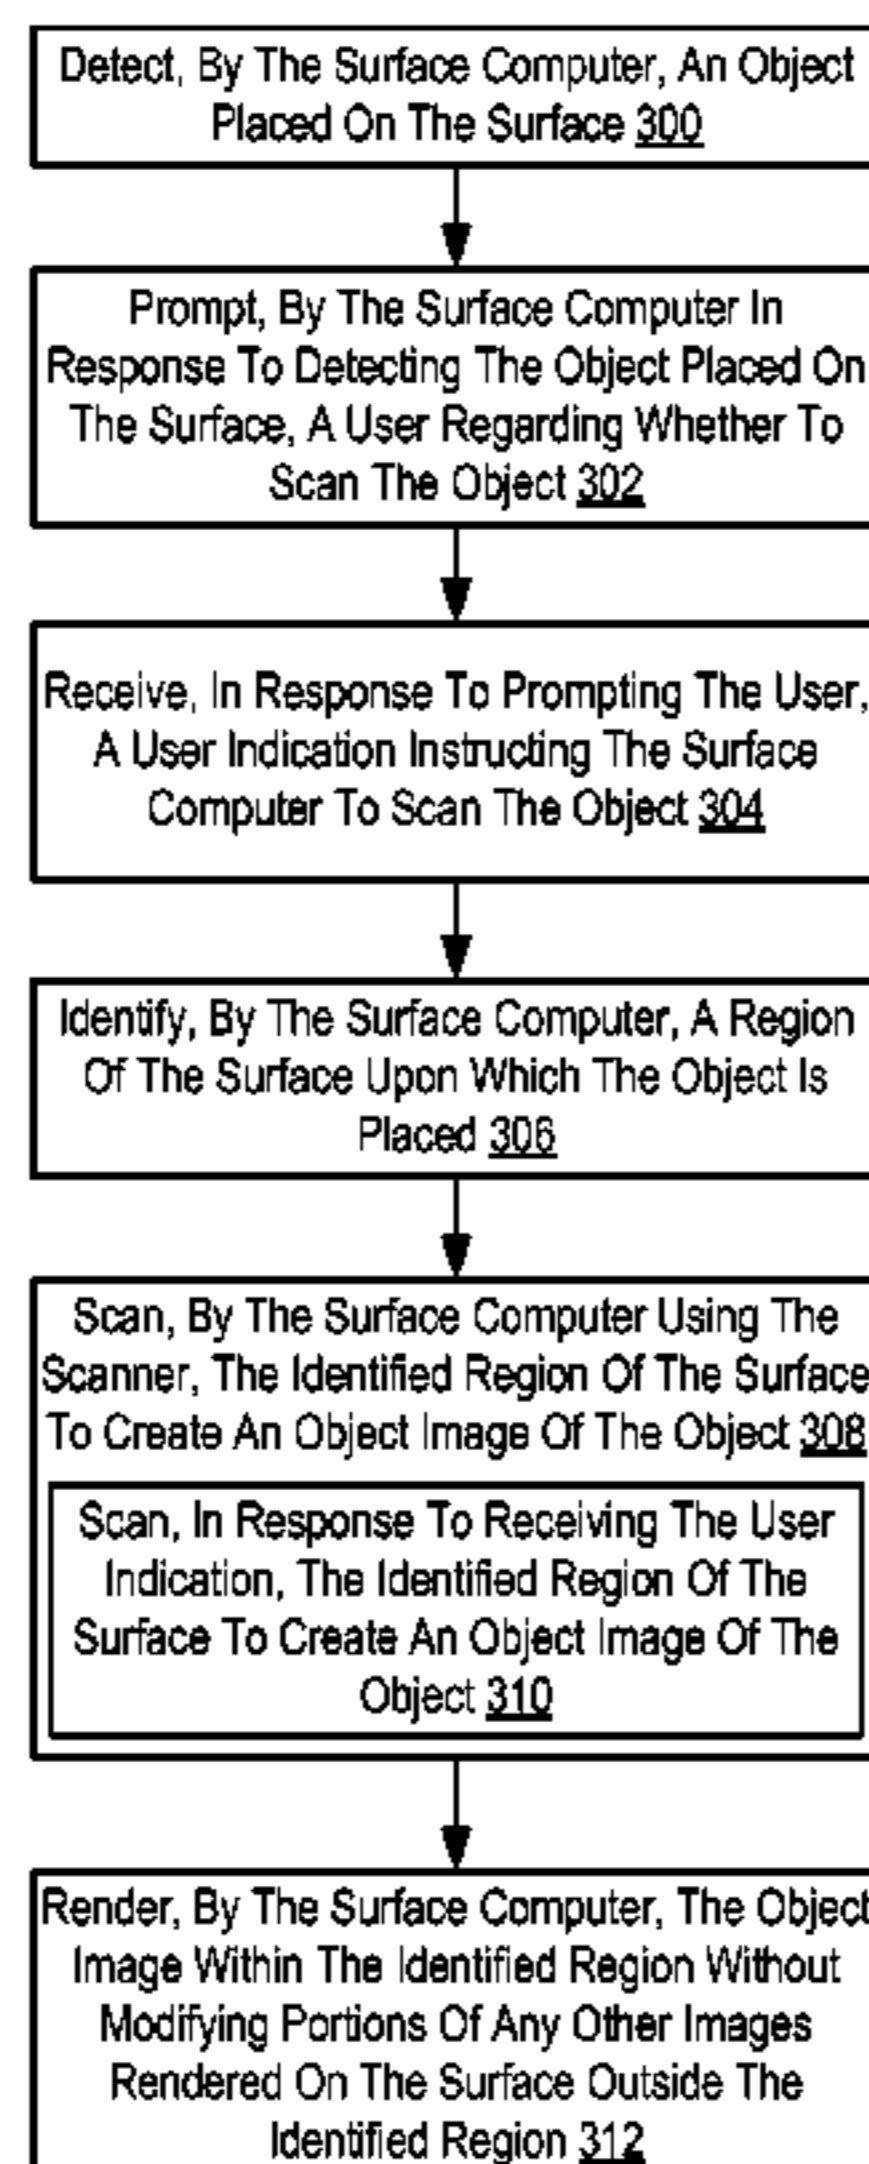 Detect, By The Surface Computer, An Object
Placed On The Surface 300
Prompt, By The Surface Computer In
Response To Detecting The Object Placed On
The Surface, A User Regarding Whether To
Scan The Object 302
Receive, In Response To Prompting The User,
A User Indication Instructing The Surface
Computer To Scan The Object 304
Identify, By The Surface Computer, A Region
Of The Surface Upon Which The Object Is
Placed 306
Scan, By The Surface Computer Using The
Scanner, The Identified Region Of The Surface
To Create An Object Image Of The Object 308
Scan, In Response To Receiving The User
Indication, The Identified Region Of The
Surface To Create An Object Image Of The
Object 310
Render, By The Surface Computer, The Object
Image Within The Identified Region Without
Modifying Portions Of Any Other Images
Rendered On The Surface Outside The
Identified Region 312